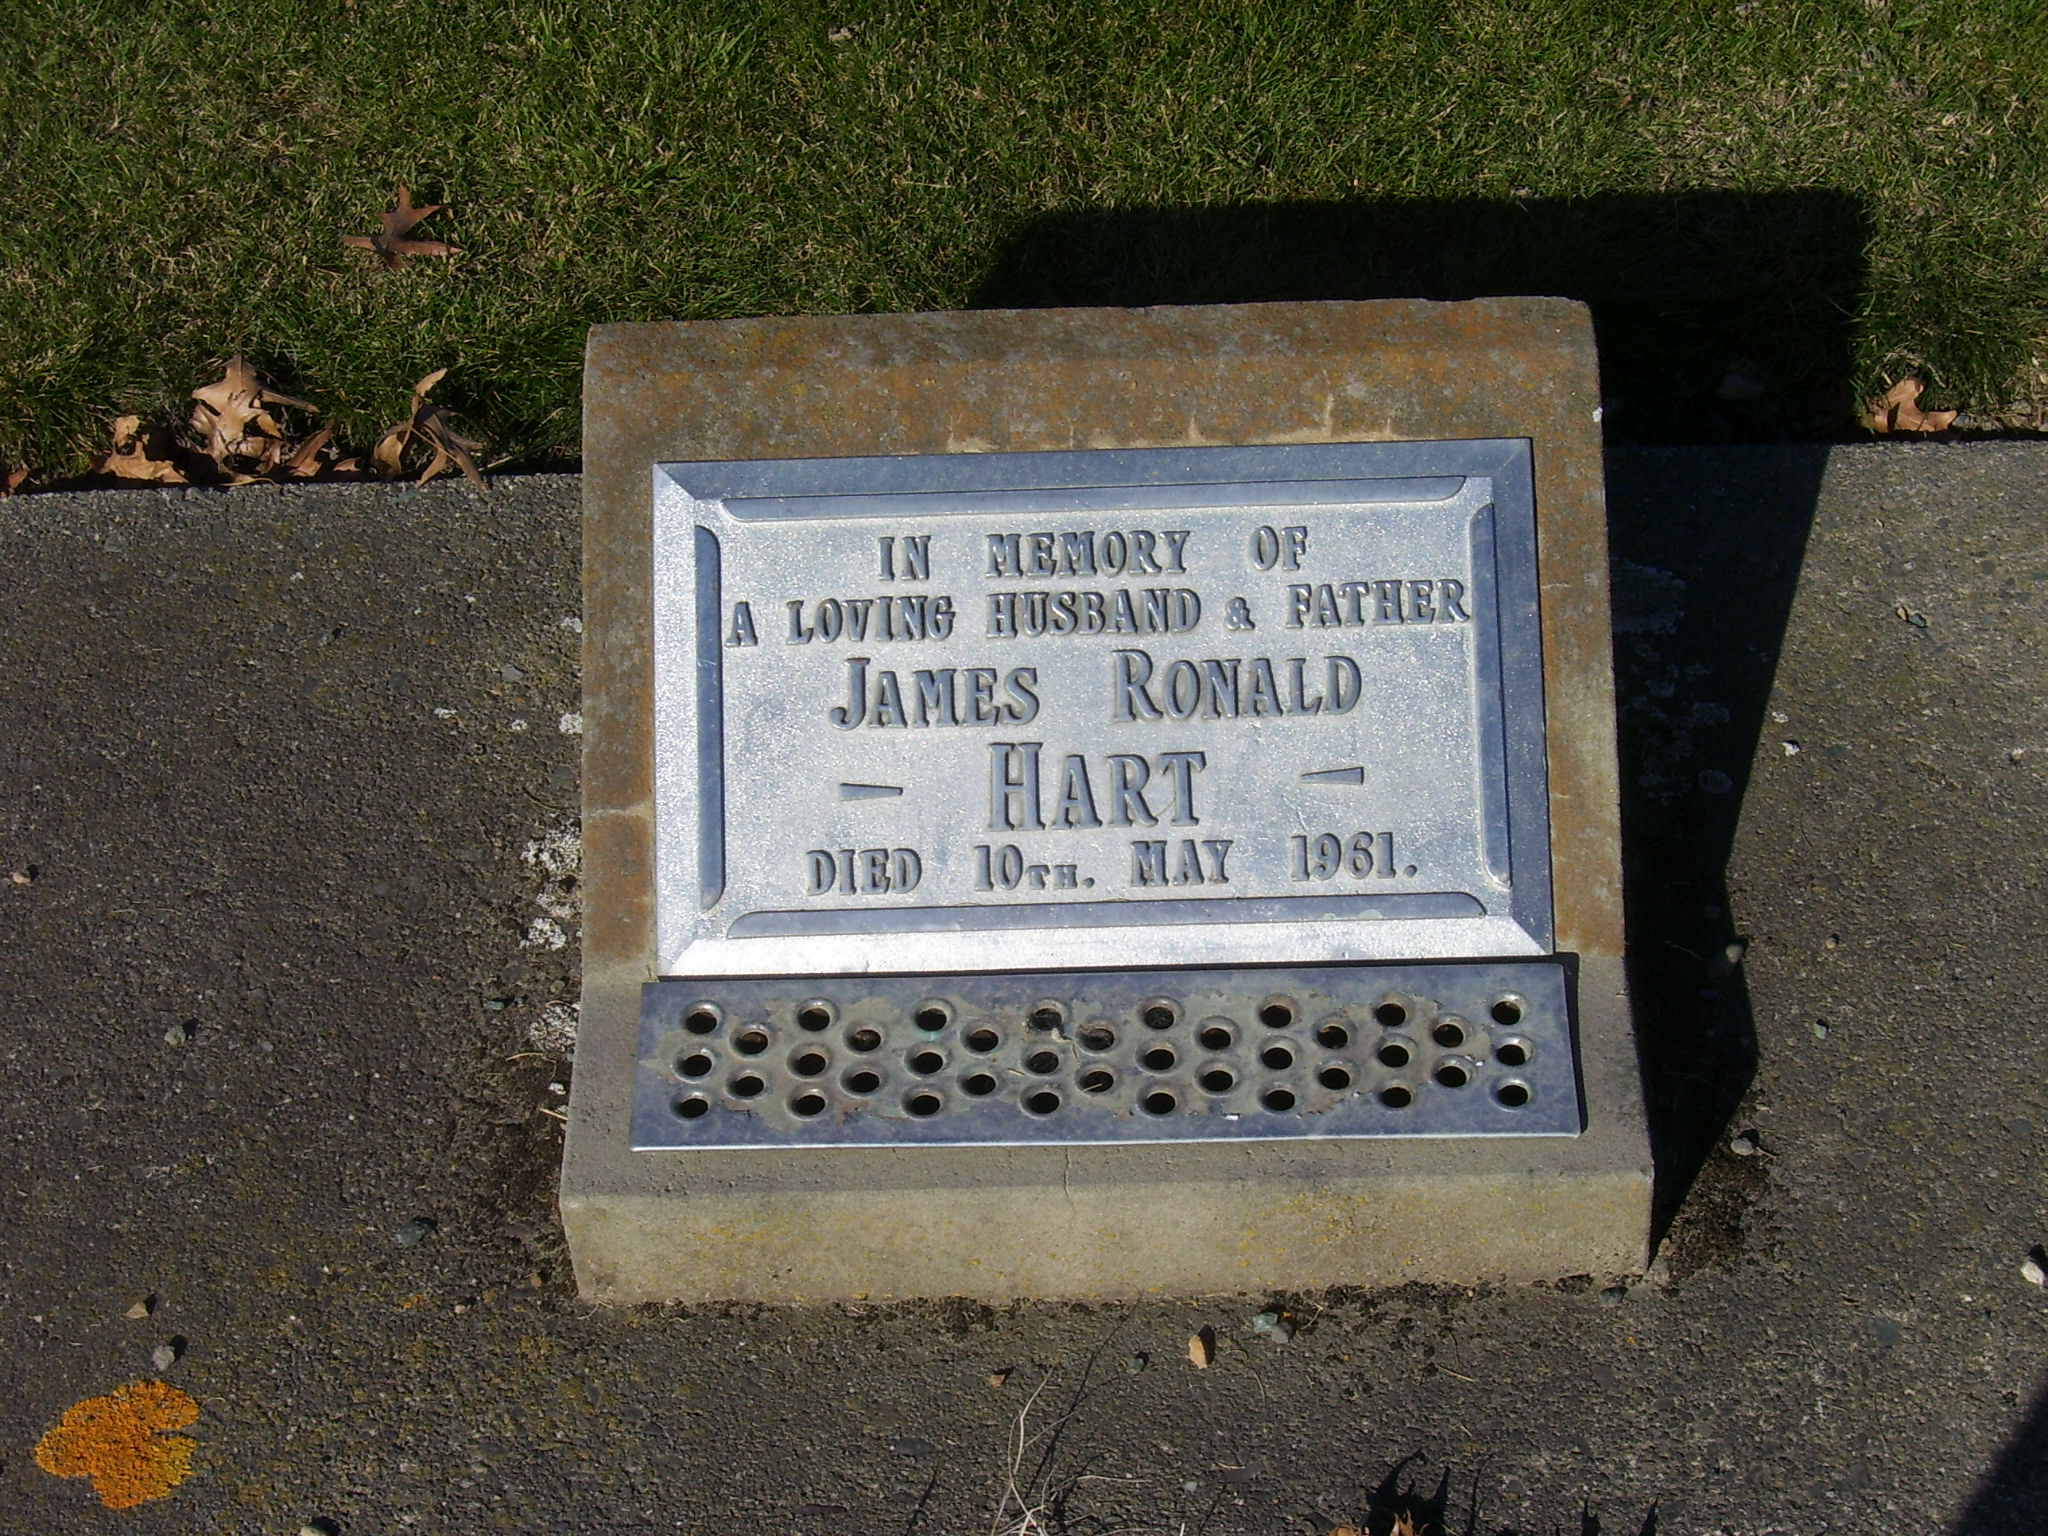 IN MEMORY OF
A LOVING HUSBAND & FATHER
JAMES RONALD
— HART —
DIED 10TH. MAY 1961.